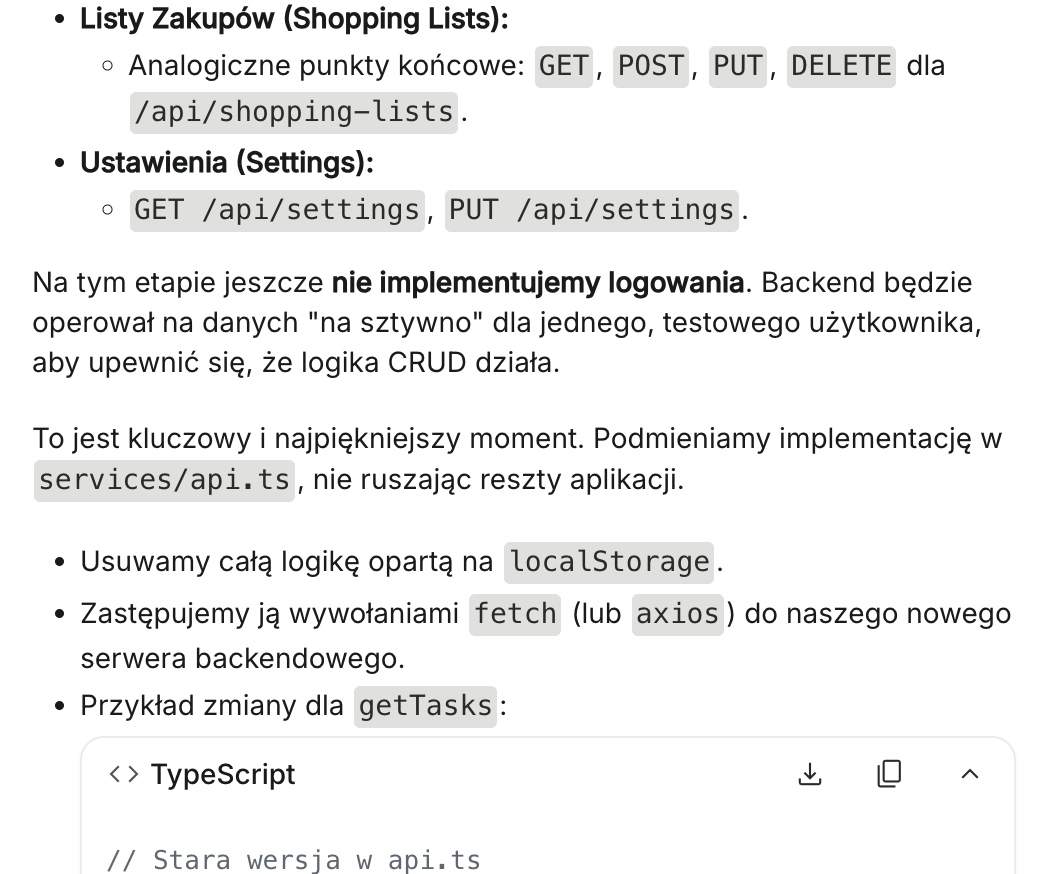 Listy Zakupów (Shopping Lists):
Analogiczne punkty końcowe: GET, POST, PUT, DELETE dla
/api/shopping-lists.
Ustawienia (Settings):
GET /api/settings, PUT /api/settings.
Na tym etapie jeszcze nie implementujemy logowania. Backend będzie
operował na danych "na sztywno" dla jednego, testowego użytkownika,
aby upewnić się, że logika CRUD działa.
To jest kluczowy i najpiękniejszy moment. Podmieniamy implementację w
services/api.ts, nie ruszając reszty aplikacji.
Usuwamy całą logikę opartą na localStorage.
Zastępujemy ją wywołaniami fetch (lub axios) do naszego nowego
serwera backendowego.
Przykład zmiany dla getTasks:
<> TypeScript
// Stara wersja w api.ts